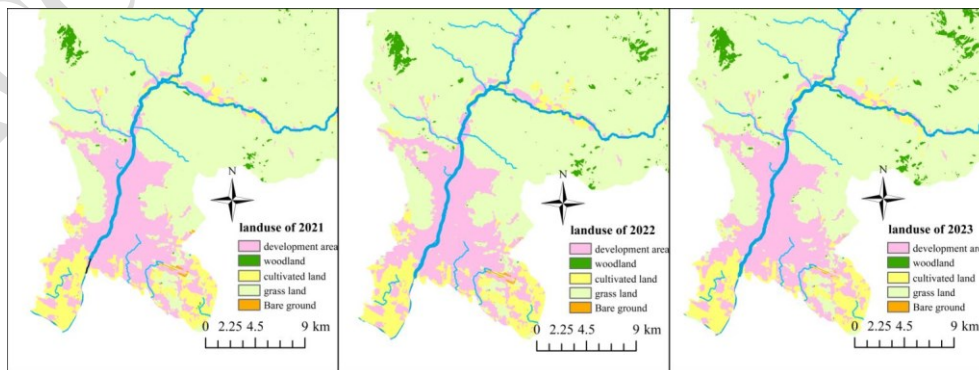 N
landuse of 2021
development area
woodland
cultivated land
grass land
Bare ground
0 2.25 4.5 9 km
N
landuse of 2022
development area
woodland
cultivated land
grass land
Bare ground
0 2.25 4.5 9 km
N
landuse of 2023
development area
woodland
cultivated land
grass land
Bare ground
0 2.25 4.5 9 km